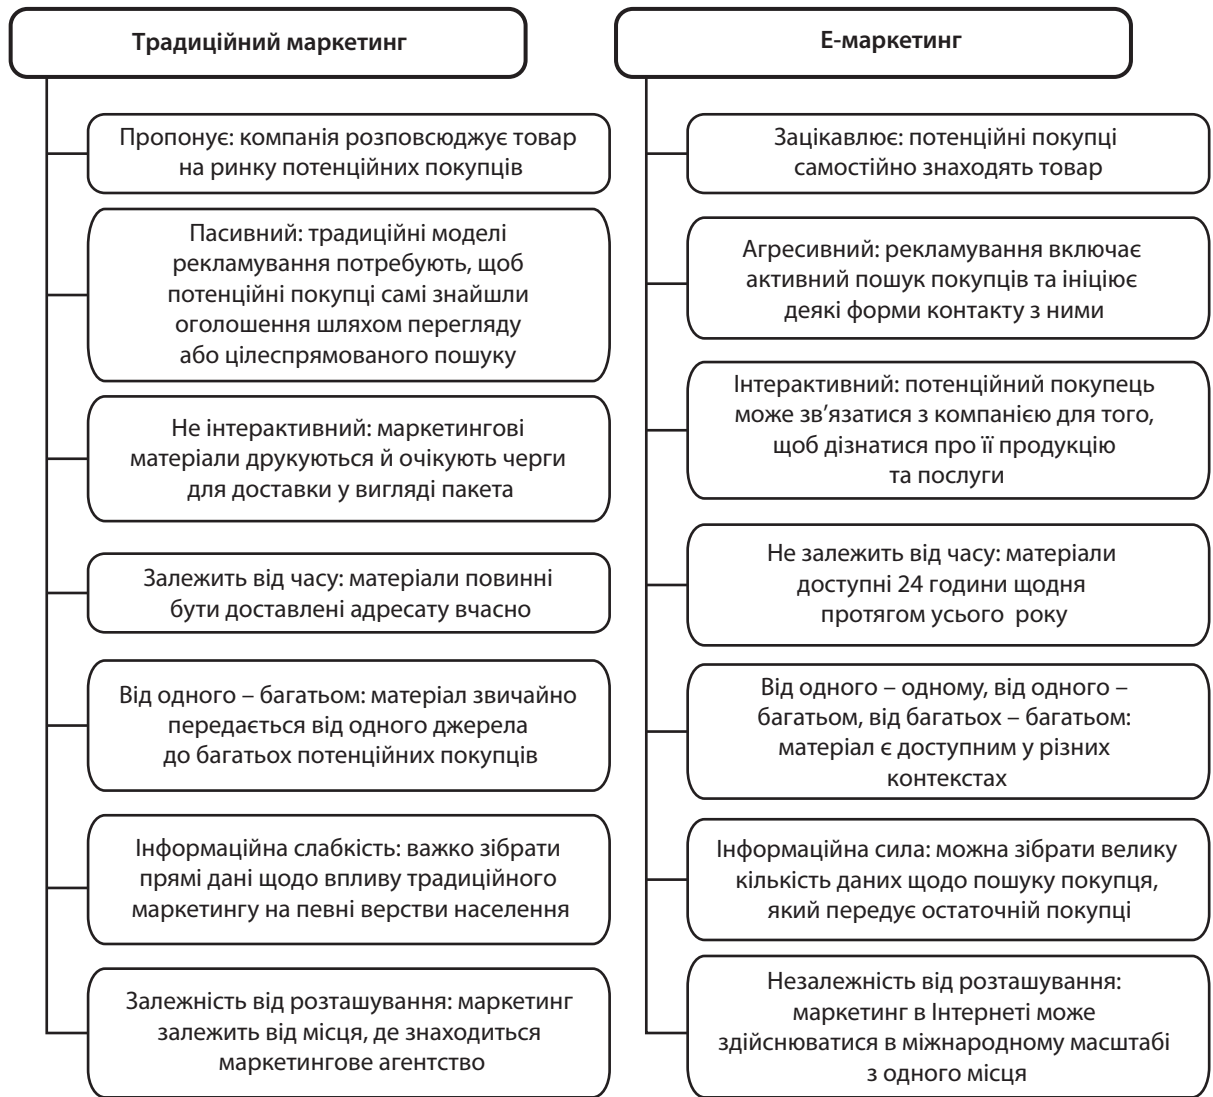 Традиційний маркетинг
Пропонує: компанія розповсюджує товар
на ринку потенційних покупців
Пасивний: традиційні моделі
рекламування потребують, щоб
потенційні покупці самі знайшли
оголошення шляхом перегляду
або цілеспрямованого пошуку
Не інтерактивний: маркетингові
матеріали друкуються й очікують черги
для доставки у вигляді пакета
Залежить від часу: матеріали повинні
бути доставлені адресату вчасно
Від одного – багатьом: матеріал звичайно
передається від одного джерела
до багатьох потенційних покупців
Інформаційна слабкість: важко зібрати
прямі дані щодо впливу традиційного
маркетингу на певні верстви населення
Залежність від розташування: маркетинг
залежить від місця, де знаходиться
маркетингове агентство
Е-маркетинг
Зацікавлює: потенційні покупці
самостійно знаходять товар
Агресивний: рекламування включає
активний пошук покупців та ініціює
деякі форми контакту з ними
Інтерактивний: потенційний покупець
може зв’язатися з компанією для того,
щоб дізнатися про її продукцію
та послуги
Не залежить від часу: матеріали
доступні 24 години щодня
протягом усього року
Від одного – одному, від одного –
багатьом, від багатьох – багатьом:
матеріал є доступним у різних
контекстах
Інформаційна сила: можна зібрати велику
кількість даних щодо пошуку покупця,
який передує остаточній покупці
Незалежність від розташування:
маркетинг в Інтернеті може
здійснюватися в міжнародному масштабі
з одного місця